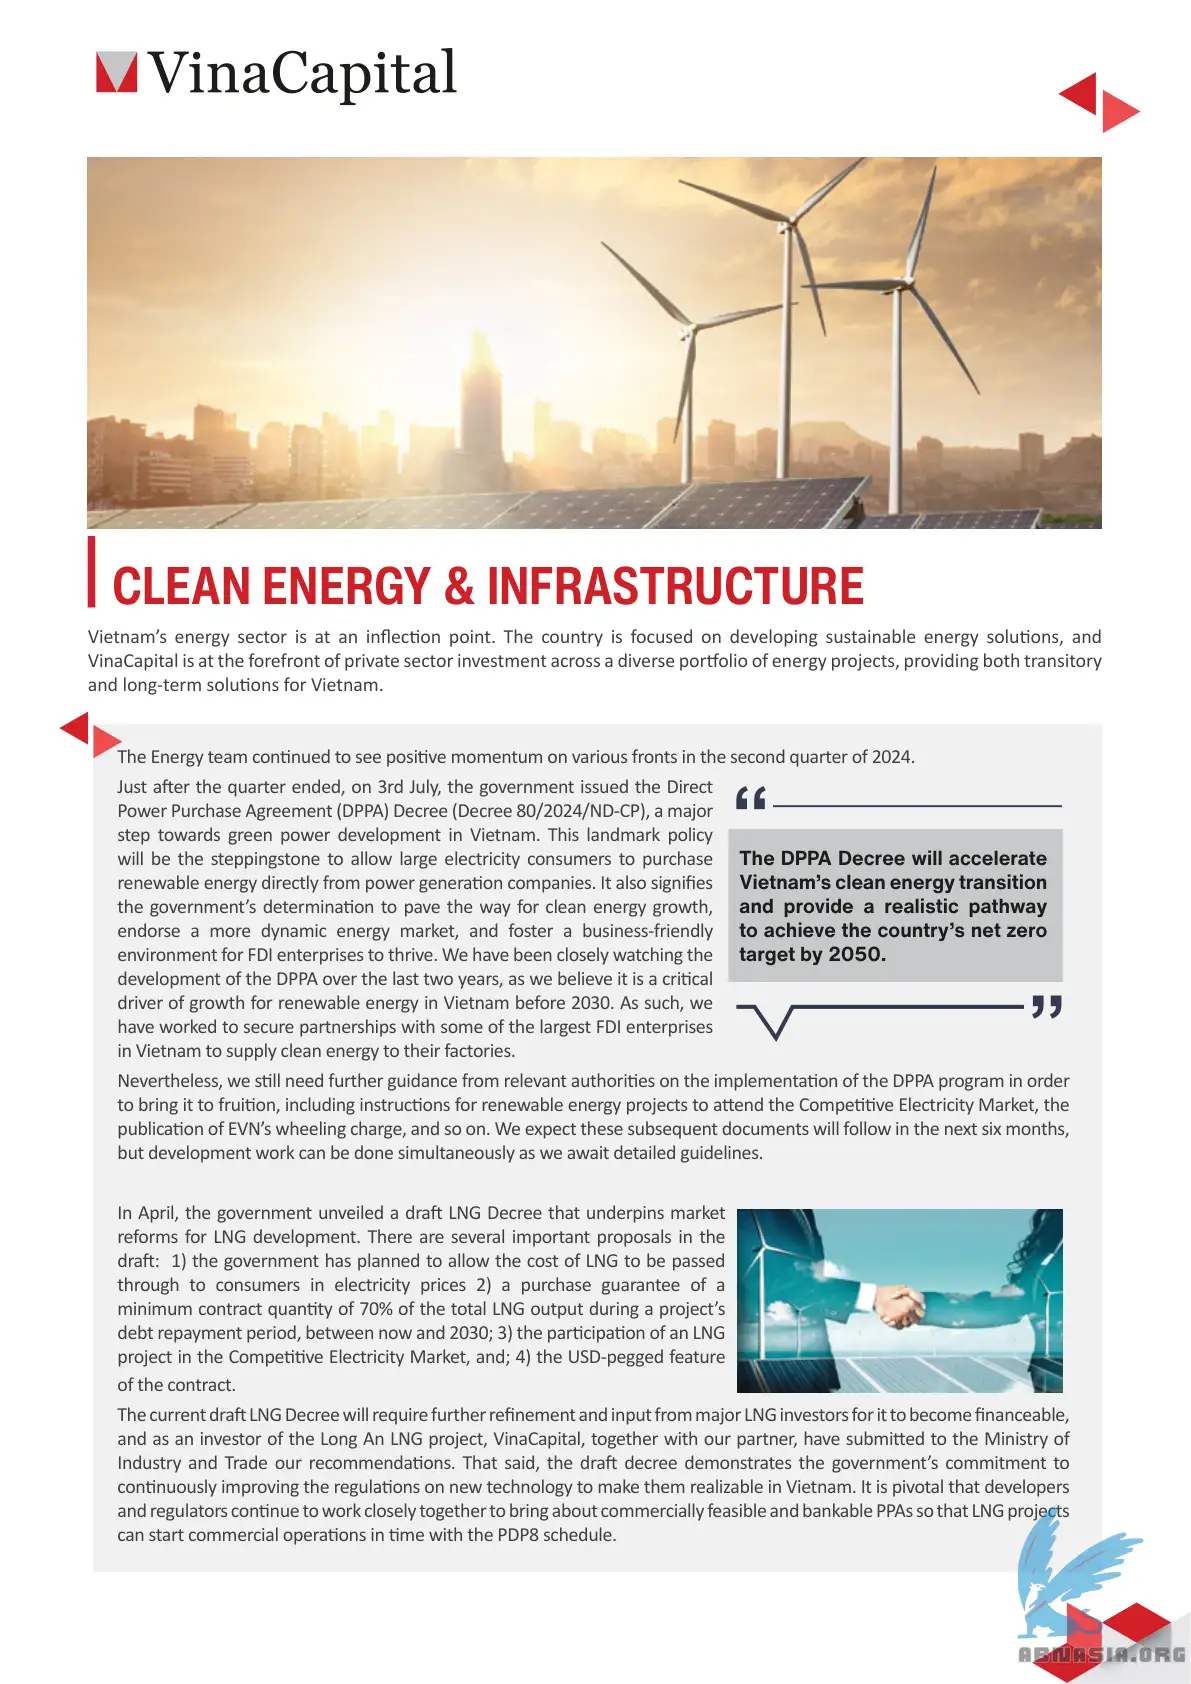 VinaCapital
CLEAN ENERGY & INFRASTRUCTURE
Vietnam’s energy sector is at an inflection point. The country is focused on developing sustainable energy solutions, and
VinaCapital is at the forefront of private sector investment across a diverse portfolio of energy projects, providing both transitory
and long-term solutions for Vietnam.
The Energy team continued to see positive momentum on various fronts in the second quarter of 2024.
Just after the quarter ended, on 3rd July, the government issued the Direct
Power Purchase Agreement (DPPA) Decree (Decree 80/2024/ND-CP), a major
step towards green power development in Vietnam. This landmark policy
will be the steppingstone to allow large electricity consumers to purchase
renewable energy directly from power generation companies. It also signifies
the government’s determination to pave the way for clean energy growth,
endorse a more dynamic energy market, and foster a business-friendly
environment for FDI enterprises to thrive. We have been closely watching the
development of the DPPA over the last two years, as we believe it is a critical
driver of growth for renewable energy in Vietnam before 2030. As such, we
have worked to secure partnerships with some of the largest FDI enterprises
in Vietnam to supply clean energy to their factories.
“
The DPPA Decree will accelerate
Vietnam’s clean energy transition
and provide a realistic pathway
to achieve the country’s net zero
target by 2050.
”
Nevertheless, we still need further guidance from relevant authorities on the implementation of the DPPA program in order
to bring it to fruition, including instructions for renewable energy projects to attend the Competitive Electricity Market, the
publication of EVN’s wheeling charge, and so on. We expect these subsequent documents will follow in the next six months,
but development work can be done simultaneously as we await detailed guidelines.
In April, the government unveiled a draft LNG Decree that underpins market
reforms for LNG development. There are several important proposals in the
draft:  1) the government has planned to allow the cost of LNG to be passed
through to consumers in electricity prices 2) a purchase guarantee of a
minimum contract quantity of 70% of the total LNG output during a project’s
debt repayment period, between now and 2030; 3) the participation of an LNG
project in the Competitive Electricity Market, and; 4) the USD-pegged feature
of the contract.
The current draft LNG Decree will require further refinement and input from major LNG investors for it to become financeable,
and as an investor of the Long An LNG project, VinaCapital, together with our partner, have submitted to the Ministry of
Industry and Trade our recommendations. That said, the draft decree demonstrates the government’s commitment to
continuously improving the regulations on new technology to make them realizable in Vietnam. It is pivotal that developers
and regulators continue to work closely together to bring about commercially feasible and bankable PPAs so that LNG projects
can start commercial operations in time with the PDP8 schedule.
ABNASIA.ORG